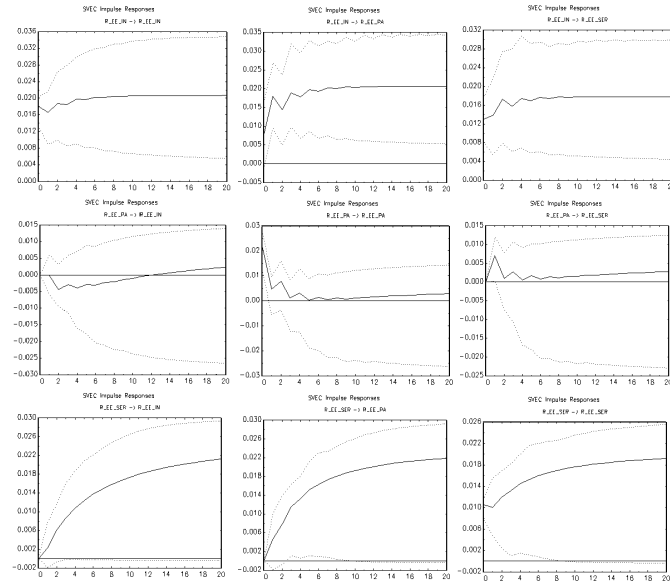 SVEC Impulse Responses
R_EE_IN -> R_EE_IN
0.036
0.032
0.028
0.024
0.020
0.016
0.012
0.008
0.004
0.000
0 2 4 6 8 10 12 14 16 18 20
SVEC Impulse Responses
R_EE_IN -> R_EE_PA
0.035
0.030
0.025
0.020
0.015
0.010
0.005
0.000
-0.005
0 2 4 6 8 10 12 14 16 18 20
SVEC Impulse Responses
R_EE_IN -> R_EE_SER
0.032
0.028
0.024
0.020
0.016
0.012
0.008
0.004
0.000
0 2 4 6 8 10 12 14 16 18 20
SVEC Impulse Responses
R_EE_PA -> R_EE_IN
0.015
0.010
0.005
0.000
-0.005
-0.010
-0.015
-0.020
-0.025
-0.030
0 2 4 6 8 10 12 14 16 18 20
SVEC Impulse Responses
R_EE_PA -> R_EE_PA
0.03
0.02
0.01
0.00
-0.01
-0.02
-0.03
0 2 4 6 8 10 12 14 16 18 20
SVEC Impulse Responses
R_EE_PA -> R_EE_SER
0.015
0.010
0.005
0.000
-0.005
-0.010
-0.015
-0.020
-0.025
0 2 4 6 8 10 12 14 16 18 20
SVEC Impulse Responses
R_EE_SER -> R_EE_IN
0.030
0.026
0.022
0.018
0.014
0.010
0.006
0.002
-0.002
0 2 4 6 8 10 12 14 16 18 20
SVEC Impulse Responses
R_EE_SER -> R_EE_PA
0.030
0.026
0.022
0.018
0.014
0.010
0.006
0.002
-0.002
0 2 4 6 8 10 12 14 16 18 20
SVEC Impulse Responses
R_EE_SER -> R_EE_SER
0.026
0.022
0.018
0.014
0.010
0.006
0.002
-0.002
0 2 4 6 8 10 12 14 16 18 20